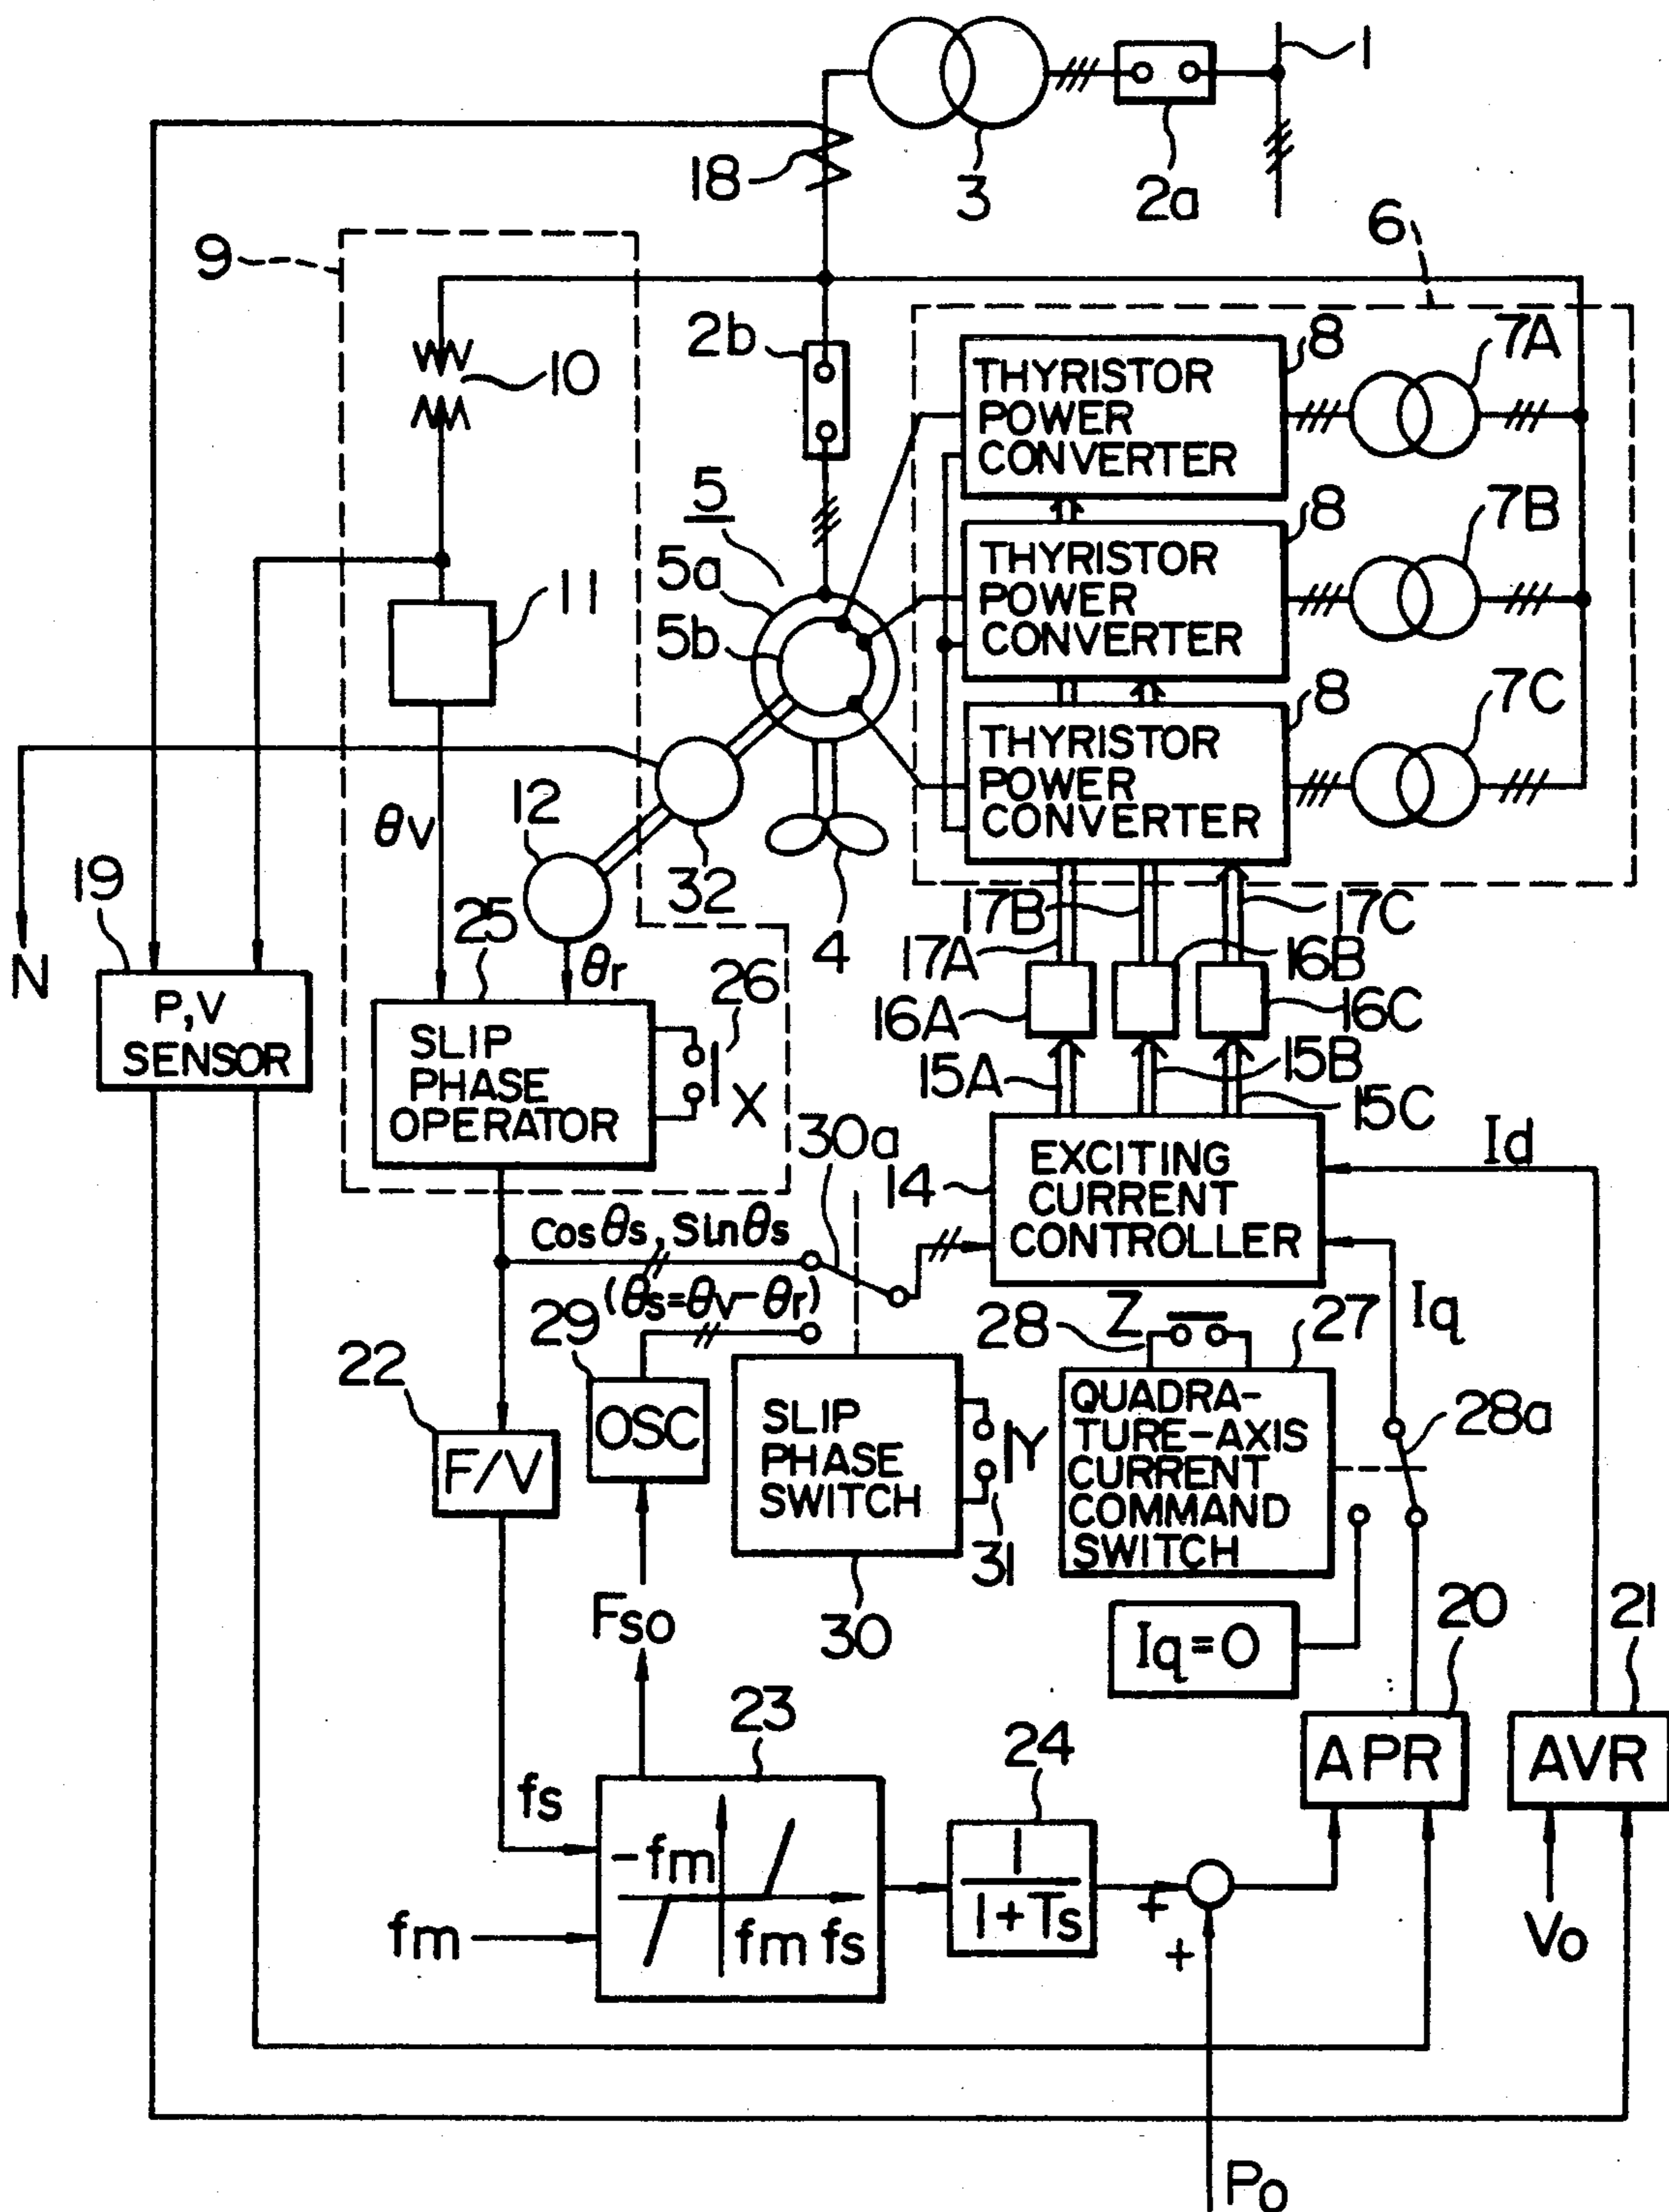 1
18
3
2a
6
9
2b
10
8
7A
THYRISTOR
POWER
CONVERTER
5
8
7B
5a
11
THYRISTOR
POWER
CONVERTER
5b
8
7C
THYRISTOR
POWER
CONVERTER
12
θv
19
32
17B
17C
25
4
N
θr
26
17A
16B
P,V
SENSOR
16A
16C
SLIP
PHASE
OPERATOR
X
15A
15B
15C
30a
Id
14
EXCITING
CURRENT
CONTROLLER
Cosθs, Sinθs
(θs=θv-θr)
29
28
Z
27
Iq
22
OSC
SLIP
PHASE
SWITCH
Y
QUADRA-
TURE-AXIS
CURRENT
COMMAND
SWITCH
28a
F/V
31
Fso
30
Iq=0
20
21
23
24
APR
AVR
fs
-fm
fm fs
1
1+Ts
fm
+
+
Vo
Po